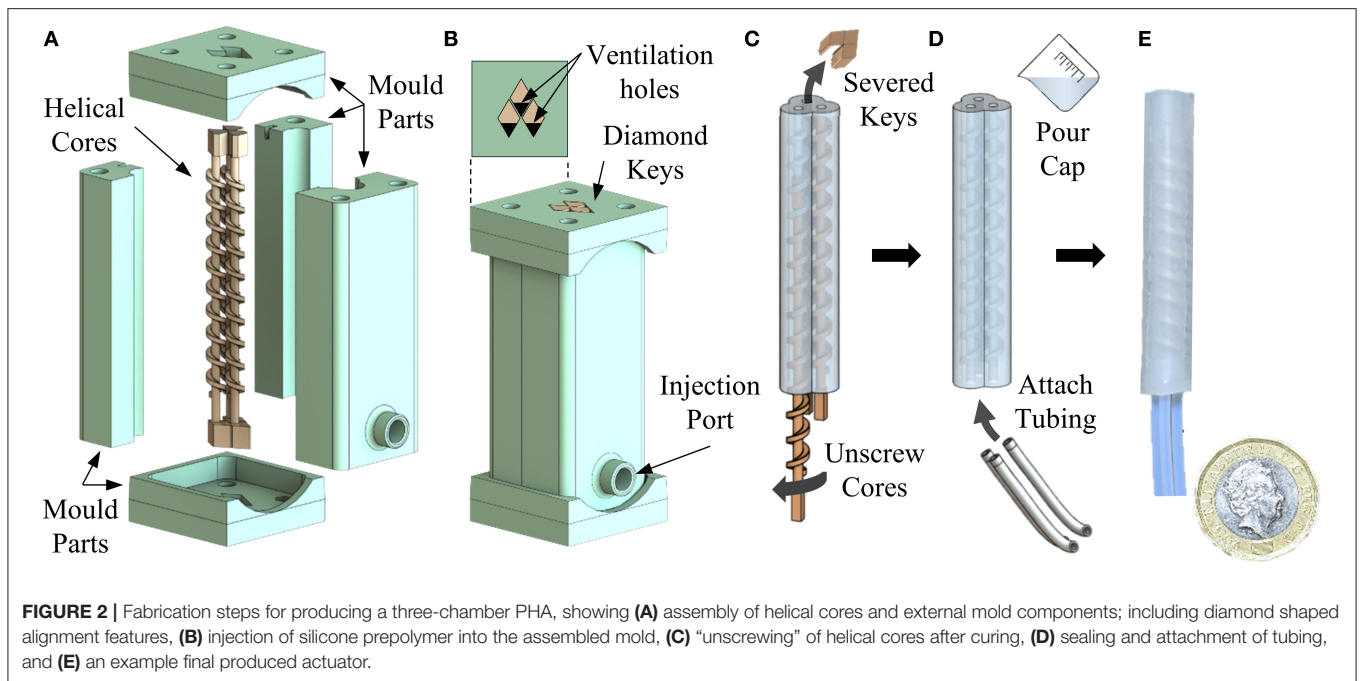 A
B
C
D
E
Helical
Cores
Mould
Parts
Mould
Parts
Ventilation
holes
Diamond
Keys
Injection
Port
Severed
Keys
Unscrew
Cores
Pour
Cap
Attach
Tubing
FIGURE 2 | Fabrication steps for producing a three-chamber PHA, showing (A) assembly of helical cores and external mold components; including diamond shaped
alignment features, (B) injection of silicone prepolymer into the assembled mold, (C) “unscrewing” of helical cores after curing, (D) sealing and attachment of tubing,
and (E) an example final produced actuator.